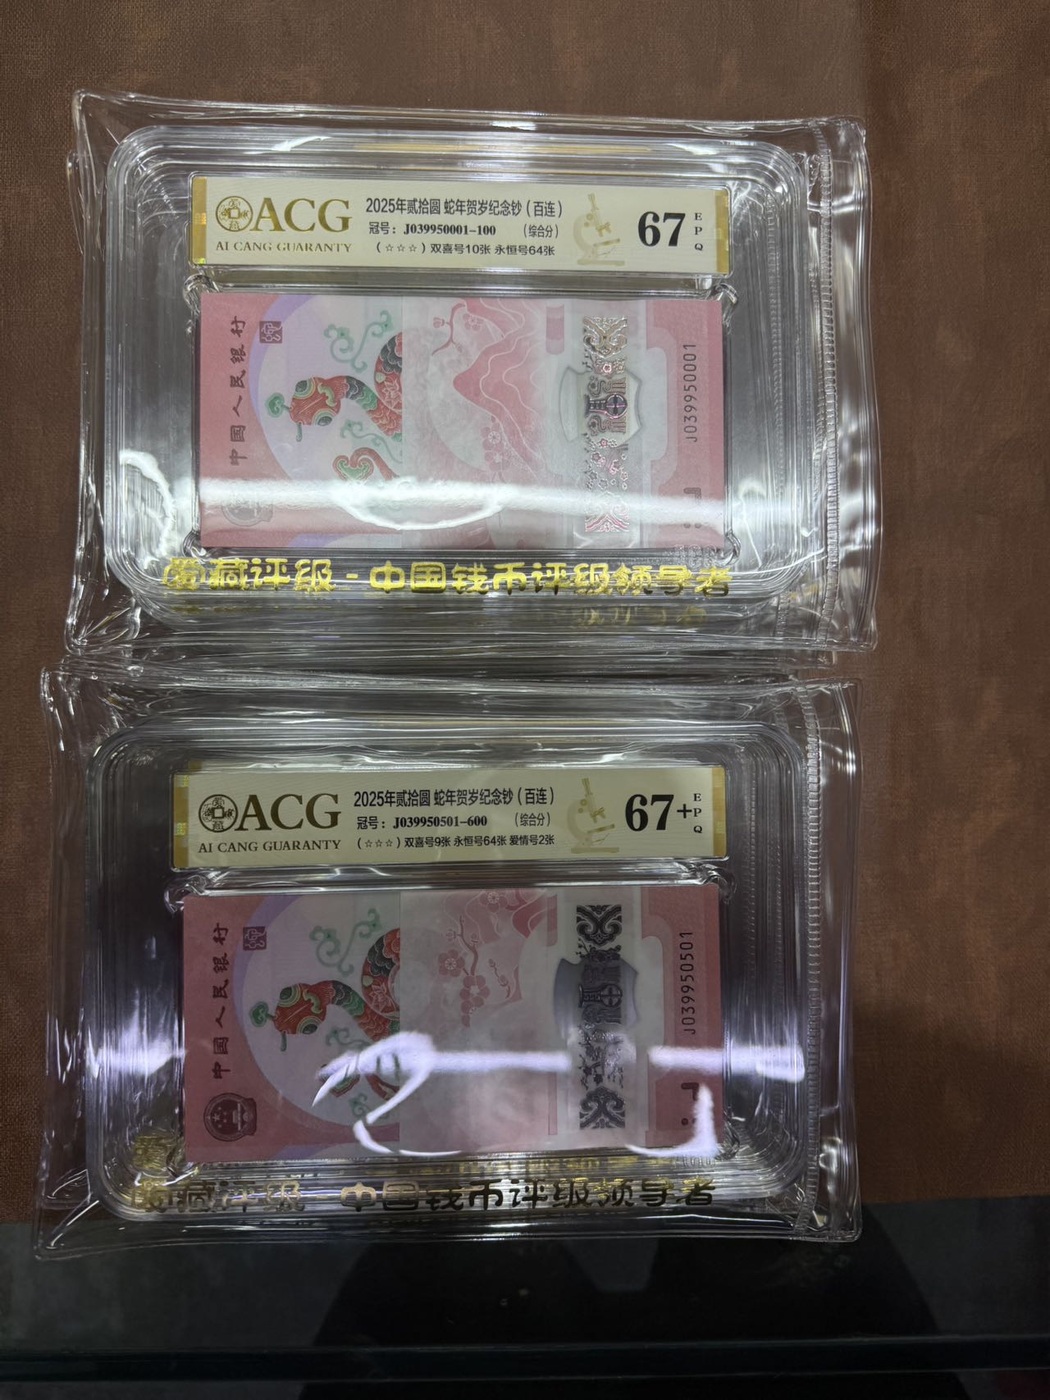 ACG
AI CANG GUARANTY
2025年贰拾圆 蛇年贺岁纪念钞（百连）
冠号：J039950001-100 （综合分）
（☆☆☆）双喜号10张 永恒号64张
67 EPQ
中国人民银行
J039950001
爱藏评级-中国钱币评级领导者
ACG
AI CANG GUARANTY
2025年贰拾圆 蛇年贺岁纪念钞（百连）
冠号：J039950501-600 （综合分）
（☆☆☆）双喜号9张 永恒号64张 爱情号2张
67+ EPQ
中国人民银行
J039950501
爱藏评级-中国钱币评级领导者